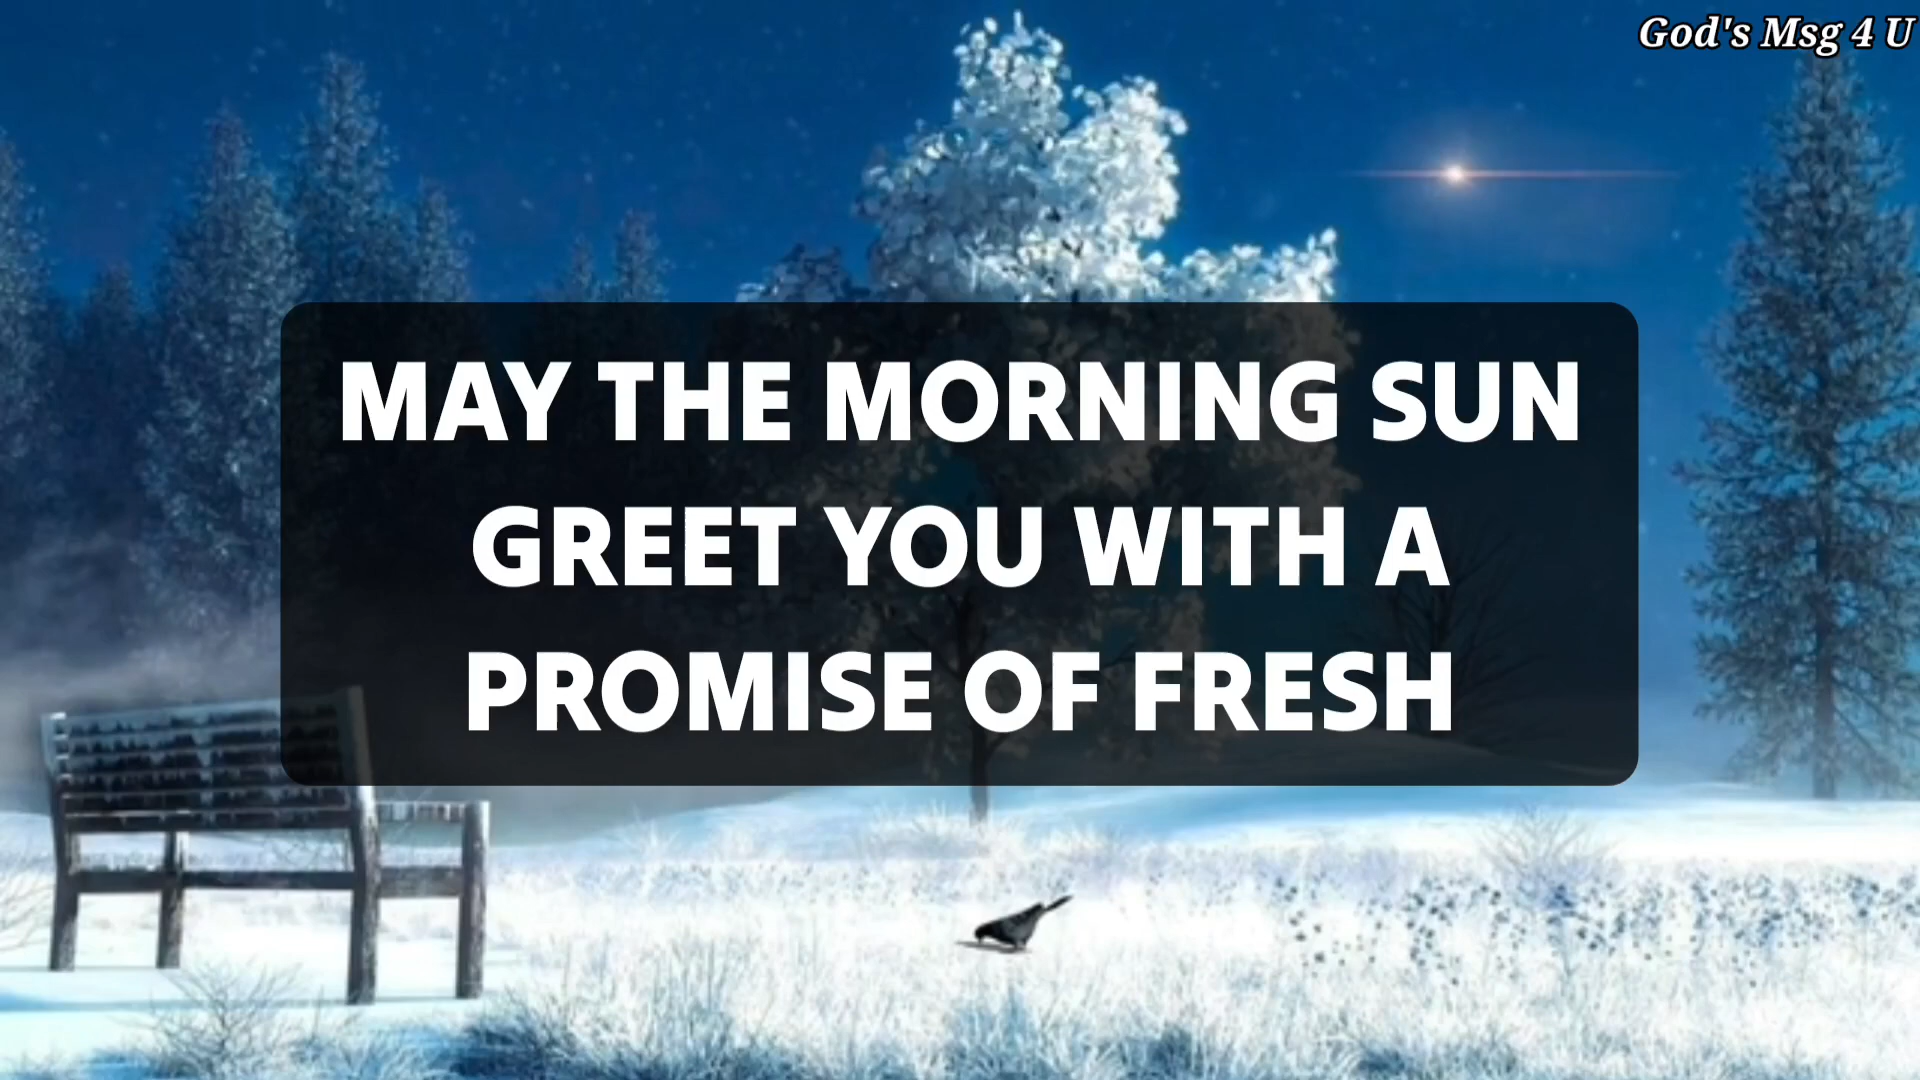 God's Msg 4 U
MAY THE MORNING SUN
GREET YOU WITH A
PROMISE OF FRESH